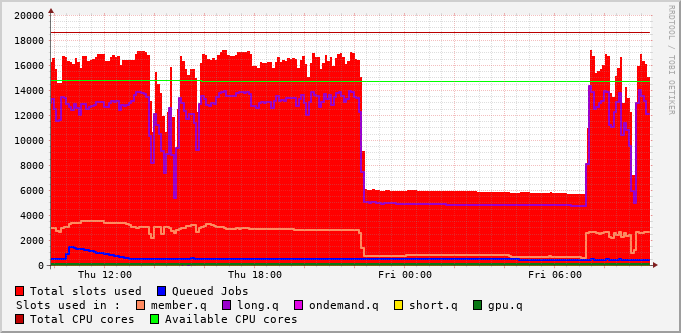 20000
18000
16000
14000
12000
10000
8000
6000
4000
2000
0
Thu 12:00 Thu 18:00 Fri 00:00 Fri 06:00
RRDTOOL / TOBI OETIKER
Total slots used Queued Jobs
Slots used in : member.q long.q ondemand.q short.q gpu.q
Total CPU cores Available CPU cores